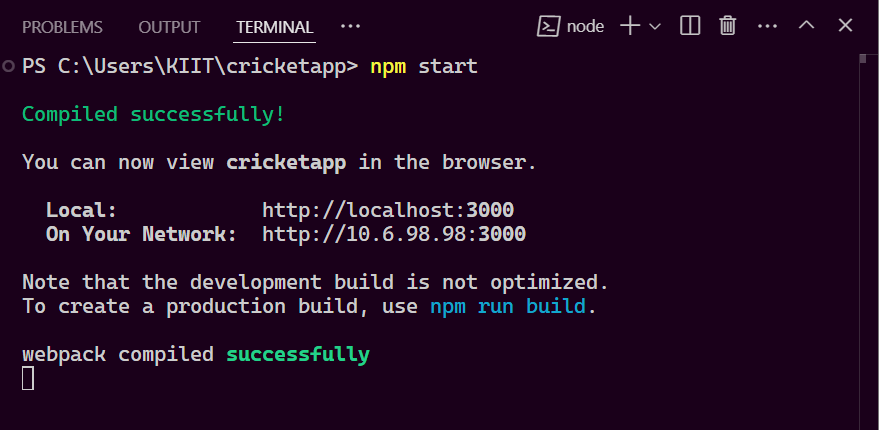 PROBLEMS OUTPUT TERMINAL ··· node
PS C:\Users\KIIT\cricketapp> npm start
Compiled successfully!
You can now view cricketapp in the browser.
Local: http://localhost:3000
On Your Network: http://10.6.98.98:3000
Note that the development build is not optimized.
To create a production build, use npm run build.
webpack compiled successfully